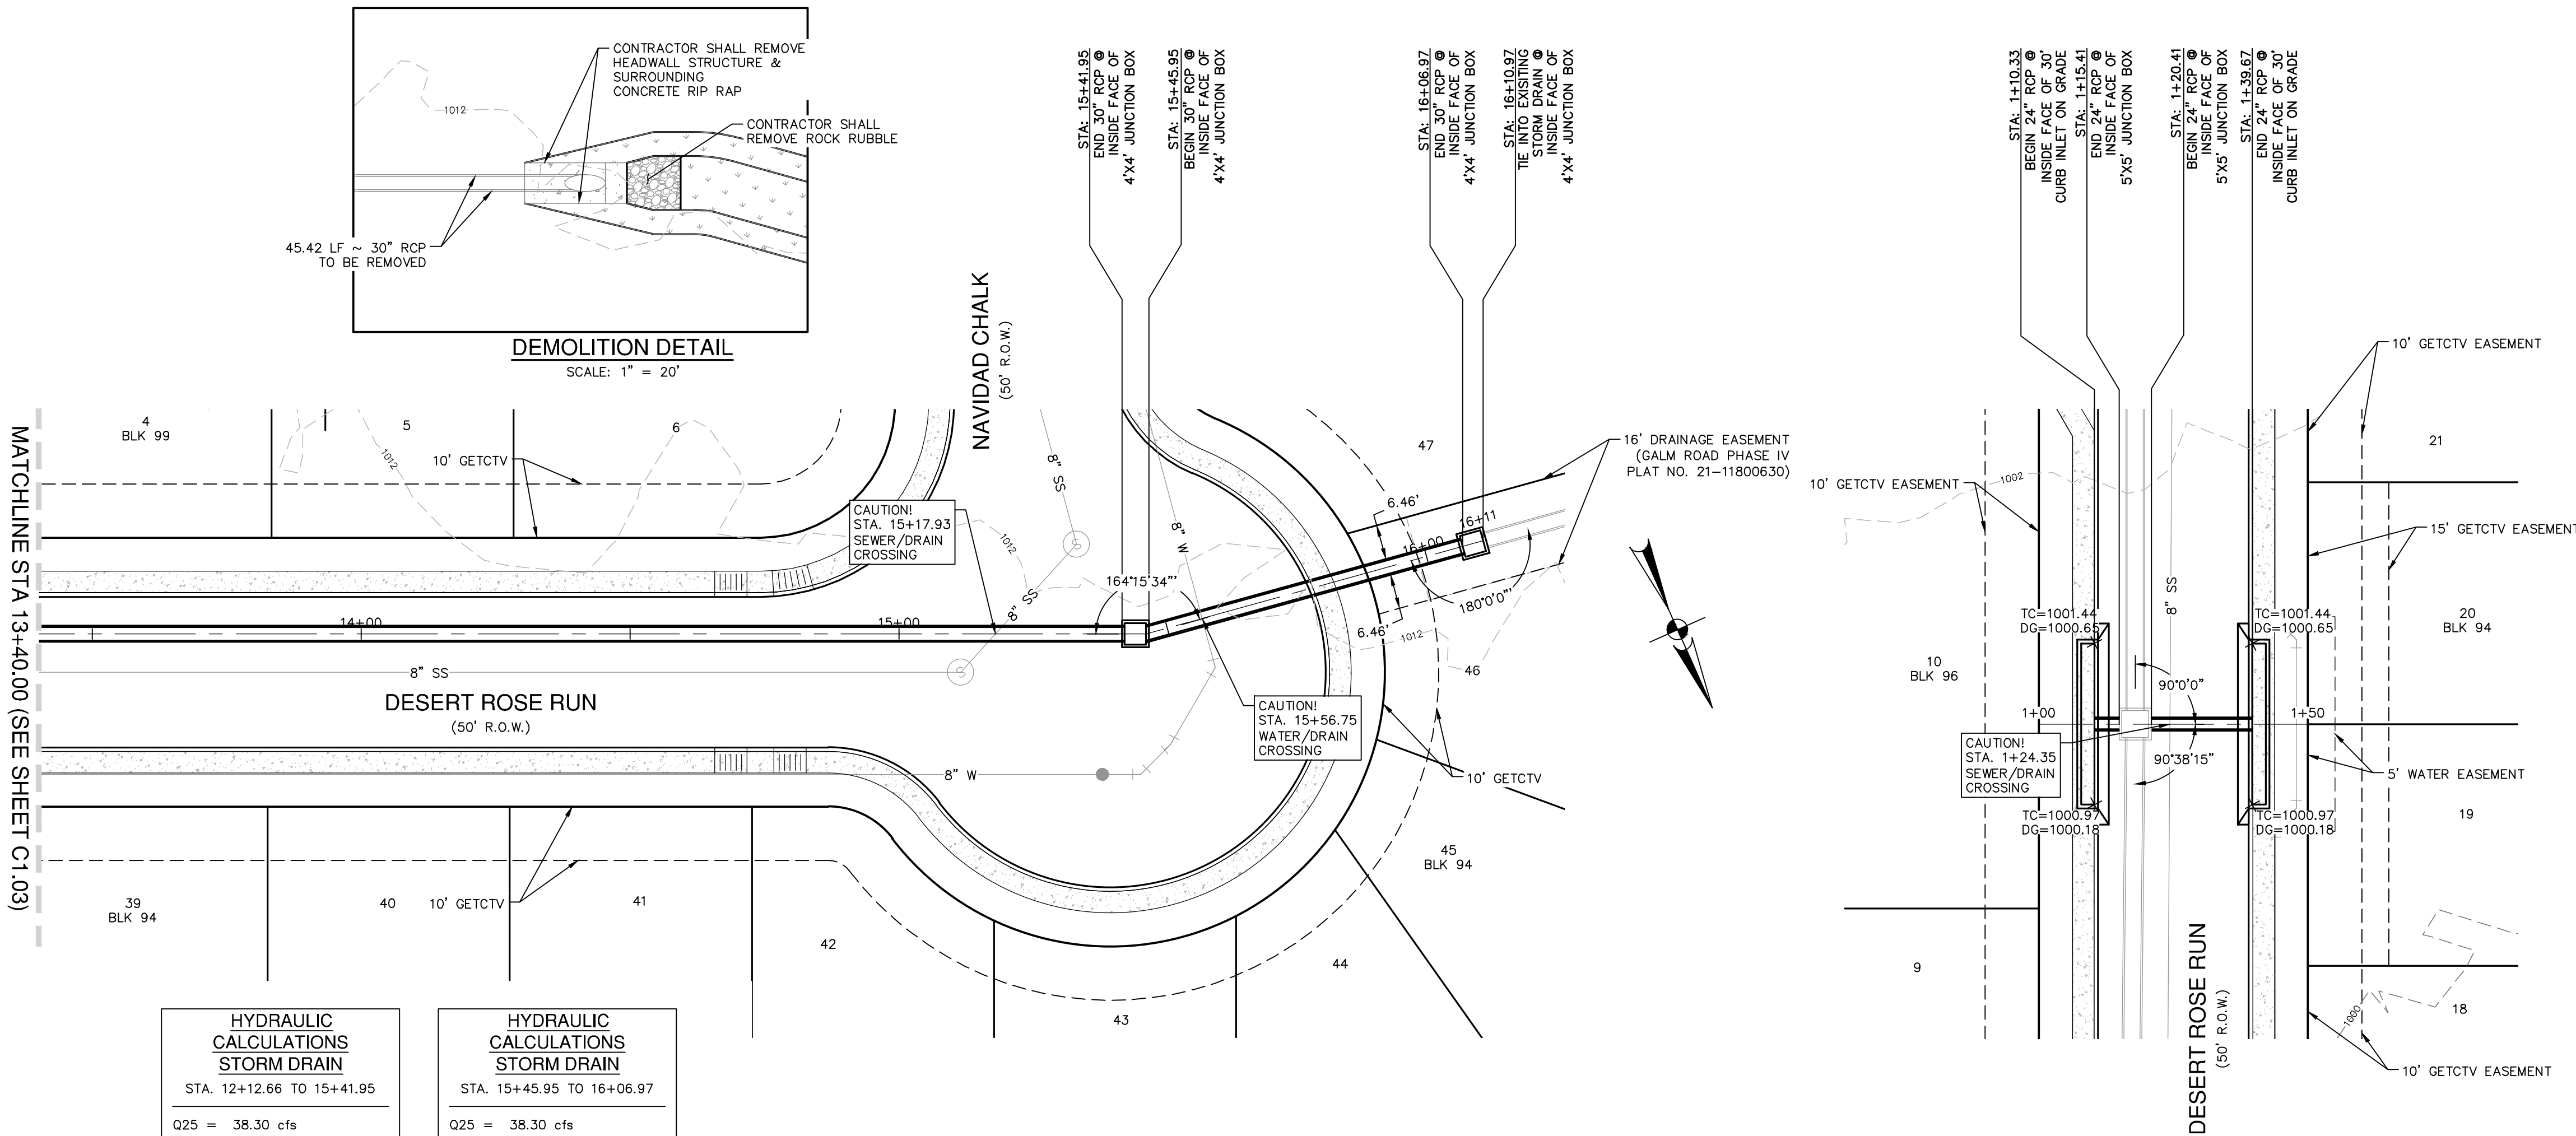 CONTRACTOR SHALL REMOVE
HEADWALL STRUCTURE &
SURROUNDING
CONCRETE RIP RAP
1012
CONTRACTOR SHALL
REMOVE ROCK RUBBLE
45.42 LF ~ 30" RCP
TO BE REMOVED
DEMOLITION DETAIL
SCALE: 1" = 20'
STA: 15+41.95
END 30" RCP @
INSIDE FACE OF
4'X4' JUNCTION BOX
STA: 15+45.95
BEGIN 30" RCP @
INSIDE FACE OF
4'X4' JUNCTION BOX
STA: 16+06.97
END 30" RCP @
INSIDE FACE OF
4'X4' JUNCTION BOX
STA: 16+10.97
TIE INTO EXISTING
STORM DRAIN @
INSIDE FACE OF
4'X4' JUNCTION BOX
STA: 1+10.33
BEGIN 24" RCP @
INSIDE FACE OF 30'
CURB INLET ON GRADE
STA: 1+15.41
END 24" RCP @
INSIDE FACE OF
5'X5' JUNCTION BOX
STA: 1+20.41
BEGIN 24" RCP @
INSIDE FACE OF
5'X5' JUNCTION BOX
STA: 1+39.67
END 24" RCP @
INSIDE FACE OF 30'
CURB INLET ON GRADE
MATCHLINE STA 13+40.00 (SEE SHEET C1.03)
4
BLK 99
5
6
1012
10' GETCTV
NAVIDAD CHALK
(50' R.O.W.)
CAUTION!
STA. 15+17.93
SEWER/DRAIN
CROSSING
1012
8" SS
8" SS
8" W
164°15'34"
14+00
15+00
16+00
16+11
6.46'
6.46'
180°0'0"
1012
47
16' DRAINAGE EASEMENT
(GALM ROAD PHASE IV
PLAT NO. 21-11800630)
46
8" SS
DESERT ROSE RUN
(50' R.O.W.)
CAUTION!
STA. 15+56.75
WATER/DRAIN
CROSSING
8" W
10' GETCTV
45
BLK 94
39
BLK 94
40
10' GETCTV
41
42
43
44
HYDRAULIC
CALCULATIONS
STORM DRAIN
STA. 12+12.66 TO 15+41.95
Q25 = 38.30 cfs
HYDRAULIC
CALCULATIONS
STORM DRAIN
STA. 15+45.95 TO 16+06.97
Q25 = 38.30 cfs
10' GETCTV EASEMENT
21
10' GETCTV EASEMENT
1002
15' GETCTV EASEMENT
8" SS
TC=1001.44
DG=1000.65
TC=1001.44
DG=1000.65
20
BLK 94
10
BLK 96
90°0'0"
1+00
1+50
CAUTION!
STA. 1+24.35
SEWER/DRAIN
CROSSING
90°38'15"
5' WATER EASEMENT
TC=1000.97
DG=1000.18
TC=1000.97
DG=1000.18
19
9
DESERT ROSE RUN
(50' R.O.W.)
1000
18
10' GETCTV EASEMENT